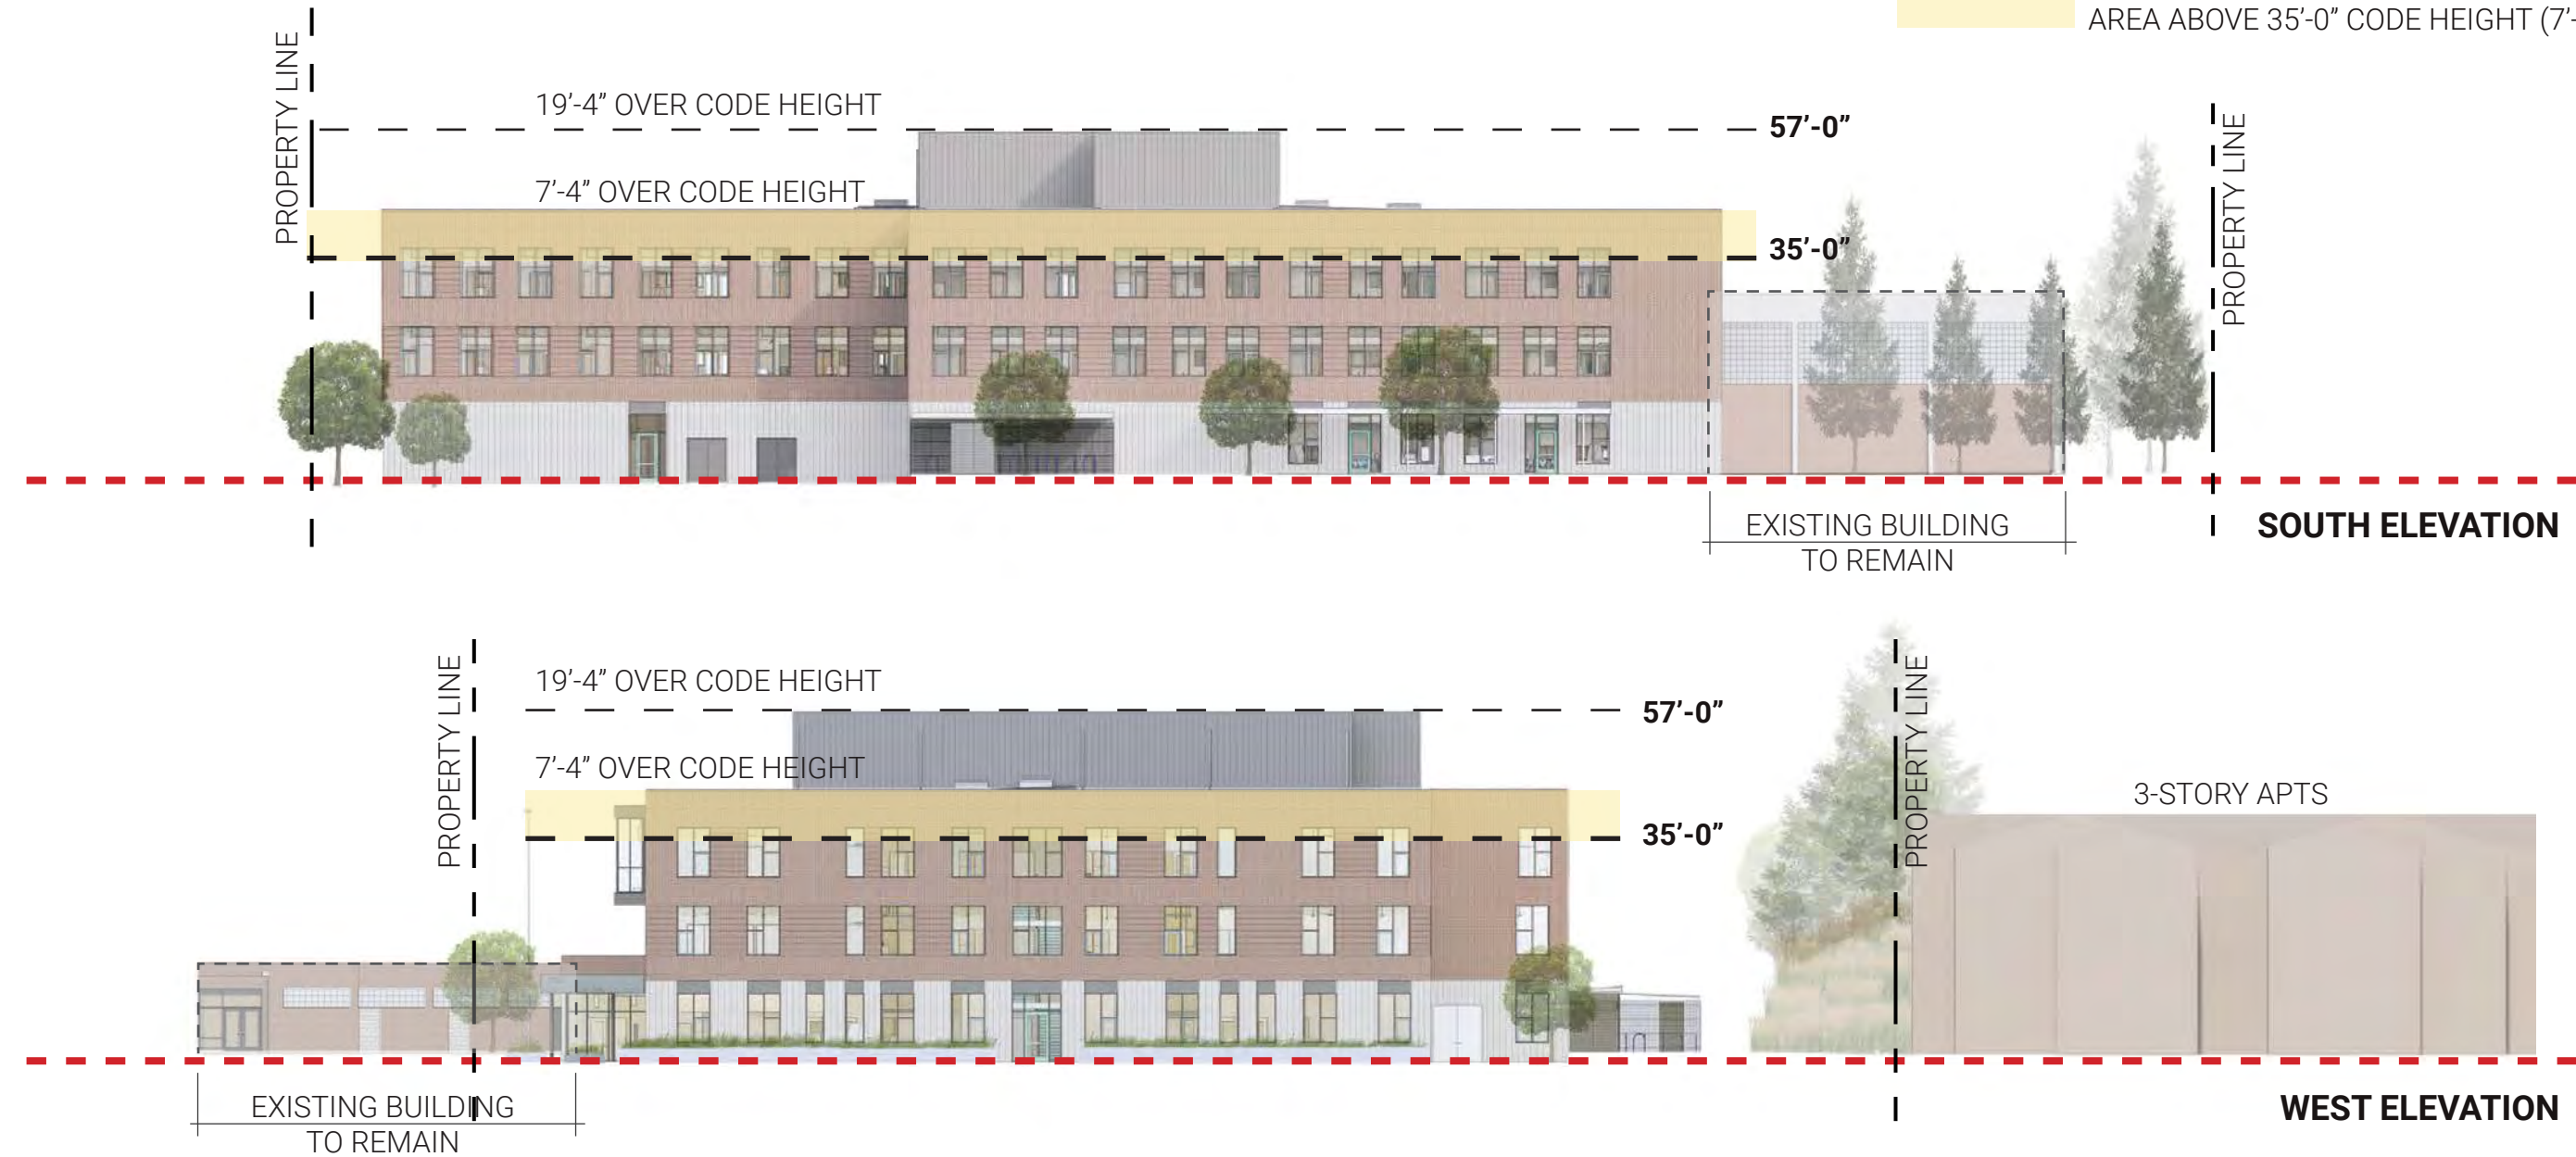 AREA ABOVE 35’-0” CODE HEIGHT (7’-
PROPERTY LINE
19’-4” OVER CODE HEIGHT
57’-0”
PROPERTY LINE
7’-4” OVER CODE HEIGHT
35’-0”
EXISTING BUILDING
TO REMAIN
SOUTH ELEVATION
PROPERTY LINE
19’-4” OVER CODE HEIGHT
57’-0”
PROPERTY LINE
7’-4” OVER CODE HEIGHT
35’-0”
3-STORY APTS
EXISTING BUILDING
TO REMAIN
WEST ELEVATION